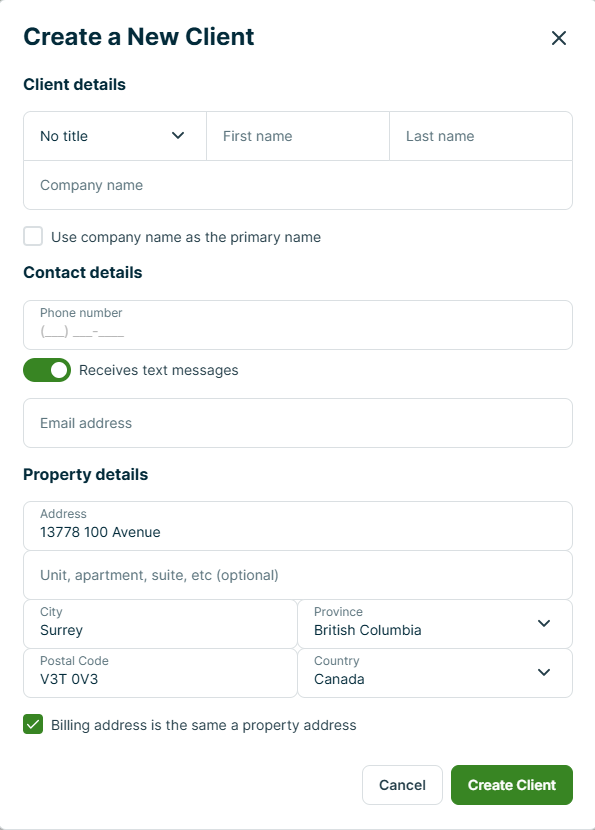 Create a New Client
Client details
No title First name Last name
Company name
Use company name as the primary name
Contact details
Phone number
(__) ___-____
Receives text messages
Email address
Property details
Address
13778 100 Avenue
Unit, apartment, suite, etc (optional)
City Province
Surrey British Columbia
Postal Code Country
V3T 0V3 Canada
Billing address is the same a property address
Cancel Create Client